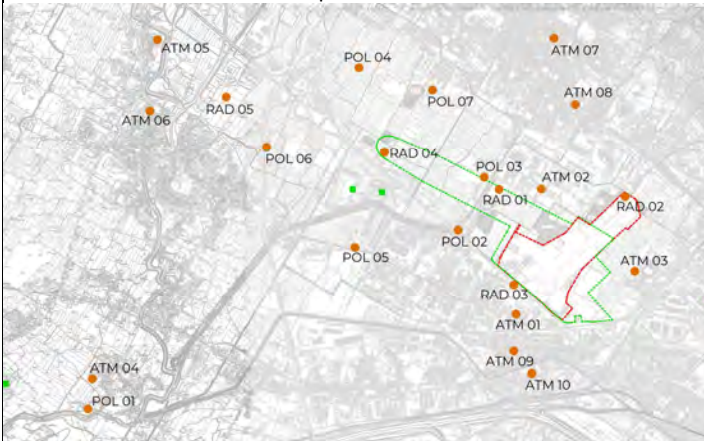 ATM 05
ATM 07
POL 04
ATM 08
RAD 05
POL 07
ATM 06
POL 06
RAD 04
POL 03
ATM 02
RAD 01
RAD 02
POL 02
POL 05
ATM 03
RAD 03
ATM 01
ATM 09
ATM 04
ATM 10
POL 01